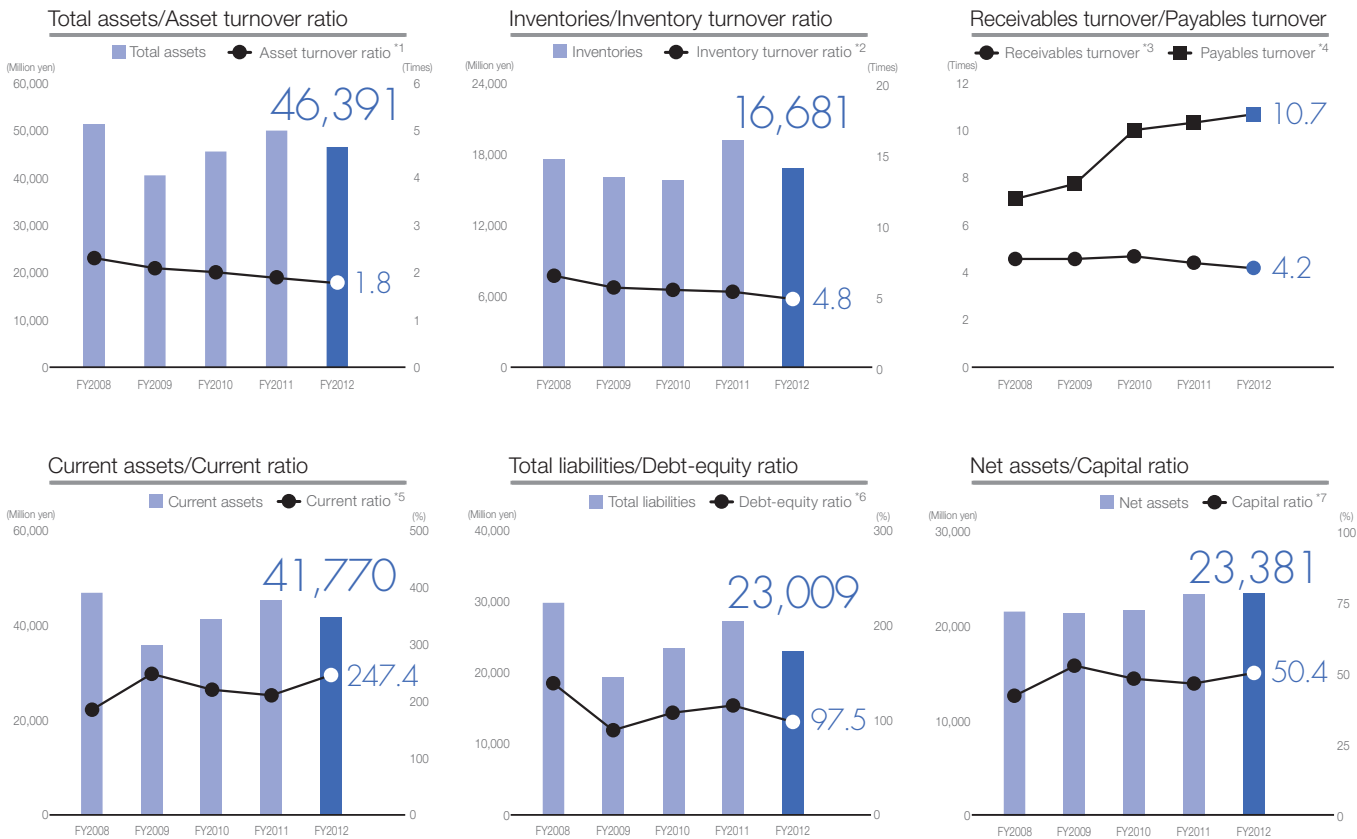 Total assets/Asset turnover ratio
Total assets Asset turnover ratio *1
(Million yen) (Times)
60,000 6
46,391
50,000 5
40,000 4
30,000 3
20,000 2
1.8
10,000 1
0 0
FY2008 FY2009 FY2010 FY2011 FY2012
Inventories/Inventory turnover ratio
Inventories Inventory turnover ratio *2
(Million yen) (Times)
24,000 20
16,681
18,000 15
12,000 10
6,000 5
4.8
0 0
FY2008 FY2009 FY2010 FY2011 FY2012
Receivables turnover/Payables turnover
Receivables turnover *3 Payables turnover *4
(Times)
12
10.7
10
8
6
4
4.2
2
0
FY2008 FY2009 FY2010 FY2011 FY2012
Current assets/Current ratio
Current assets Current ratio *5
(Million yen) (%)
60,000 500
41,770
400
40,000
300
247.4
200
20,000
100
0 0
FY2008 FY2009 FY2010 FY2011 FY2012
Total liabilities/Debt-equity ratio
Total liabilities Debt-equity ratio *6
(Million yen) (%)
40,000 300
23,009
30,000
200
20,000
97.5
100
10,000
0 0
FY2008 FY2009 FY2010 FY2011 FY2012
Net assets/Capital ratio
Net assets Capital ratio *7
(Million yen) (%)
30,000 100
23,381
75
20,000
50.4
50
10,000
25
0 0
FY2008 FY2009 FY2010 FY2011 FY2012